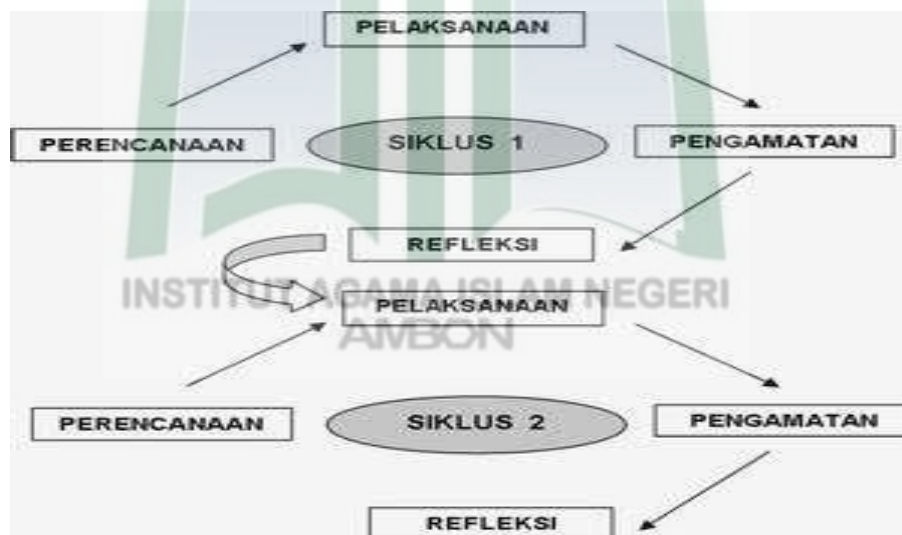 PELAKSANAAN
PERENCANAAN
SIKLUS 1
PENGAMATAN
REFLEKSI
INSTITUT AGAMA ISLAM NEGERI
PELAKSANAAN
AMBON
PERENCANAAN
SIKLUS 2
PENGAMATAN
REFLEKSI